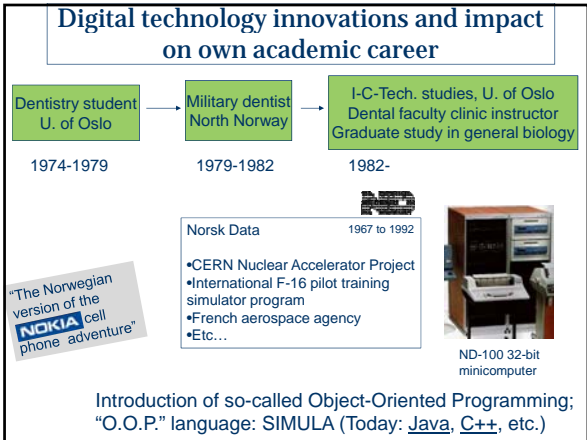 Digital technology innovations and impact
on own academic career
Dentistry student
U. of Oslo
Military dentist
North Norway
I-C-Tech. studies, U. of Oslo
Dental faculty clinic instructor
Graduate study in general biology
1974-1979
1979-1982
1982-
ND
Norsk Data 1967 to 1992
•CERN Nuclear Accelerator Project
•International F-16 pilot training
simulator program
•French aerospace agency
•Etc…
“The Norwegian
version of the
NOKIA cell
phone adventure”
ND-100 32-bit
minicomputer
Introduction of so-called Object-Oriented Programming;
“O.O.P.” language: SIMULA (Today: Java, C++, etc.)